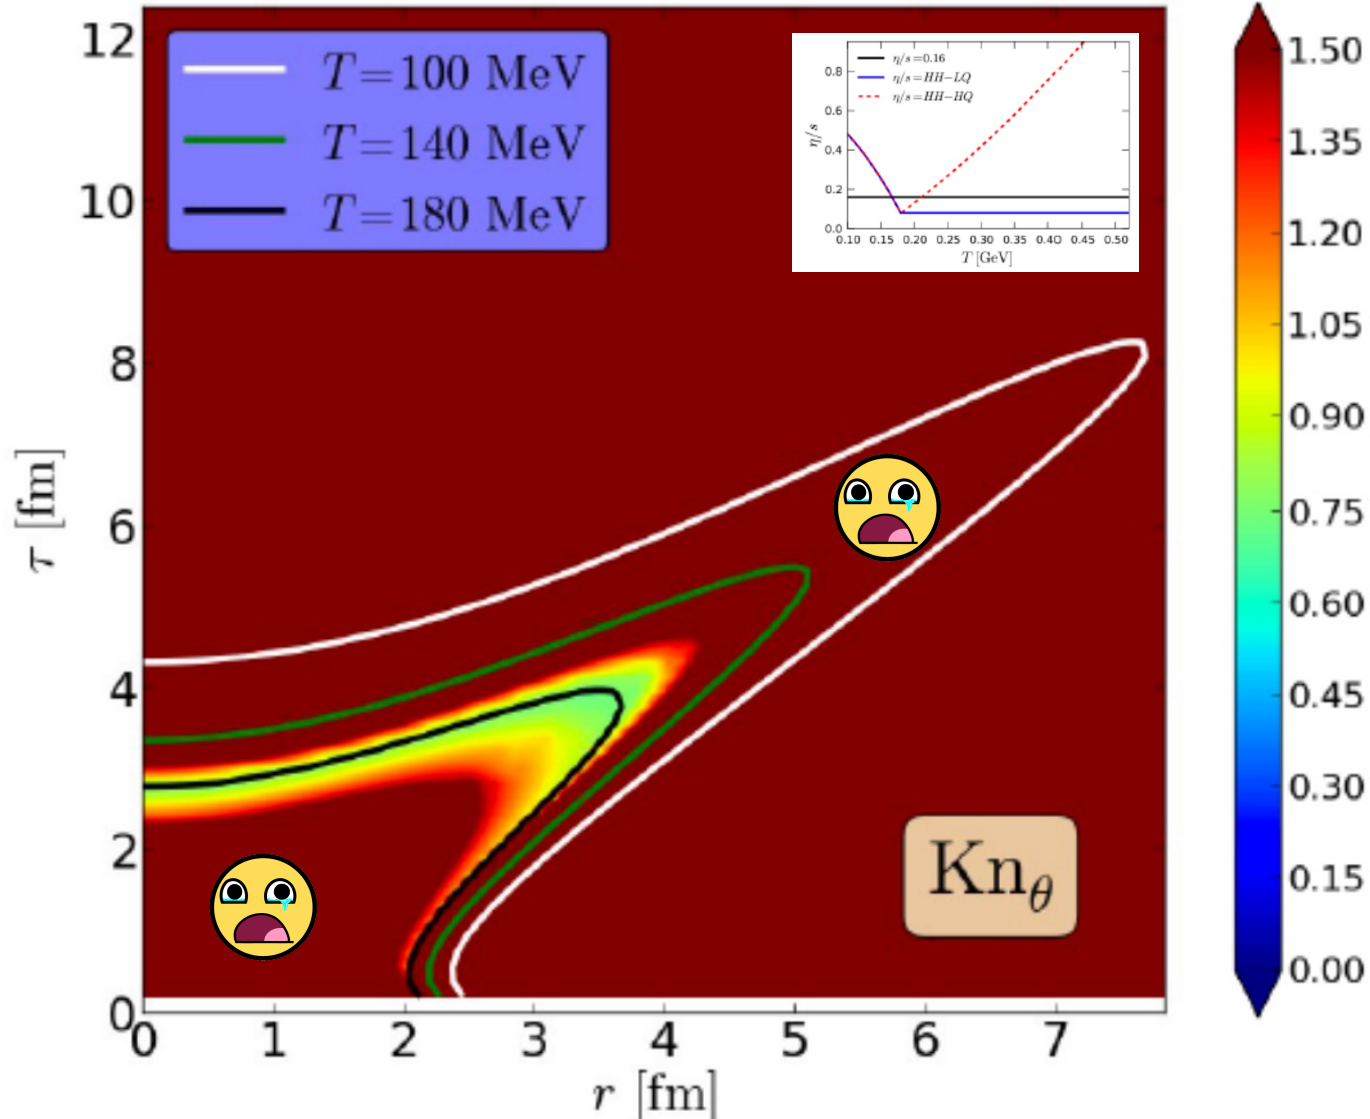 T=100 MeV
T=140 MeV
T=180 MeV
η/s=0.16
η/s=HH−LQ
η/s=HH−HQ
η/s
0.8
0.6
0.4
0.2
0.0
0.10 0.15 0.20 0.25 0.30 0.35 0.40 0.45 0.50
T [GeV]
τ [fm]
12
10
8
6
4
2
0
0 1 2 3 4 5 6 7
r [fm]
Knθ
1.50
1.35
1.20
1.05
0.90
0.75
0.60
0.45
0.30
0.15
0.00